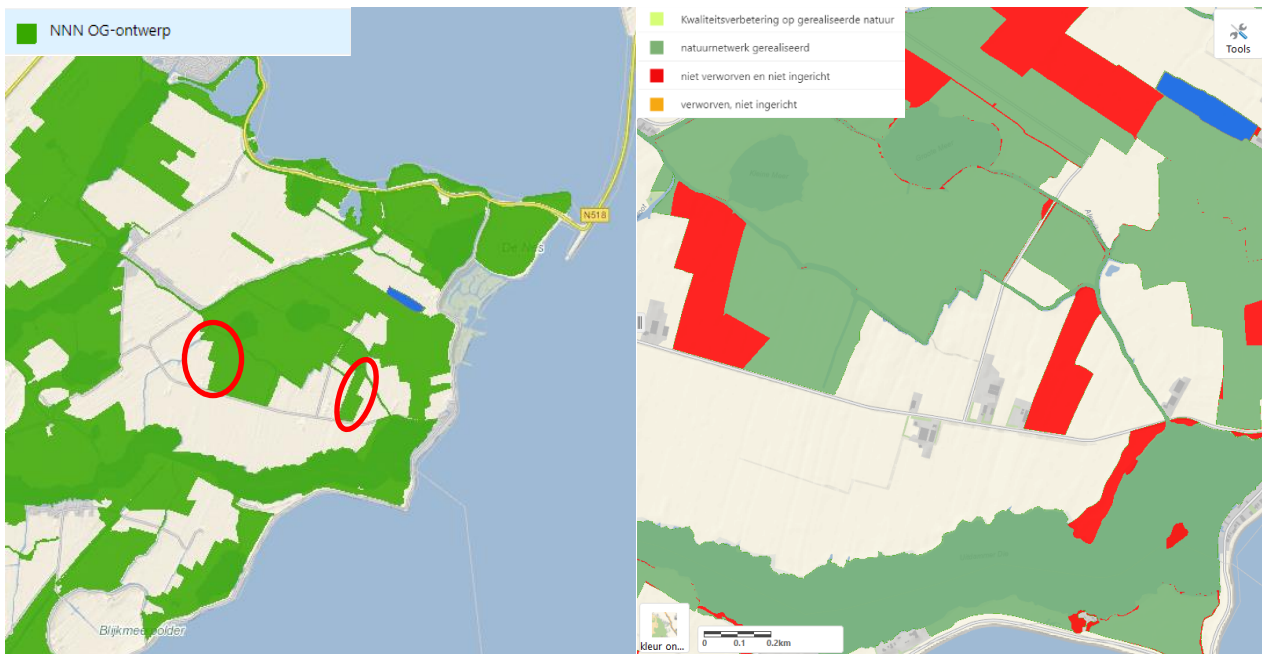 NNN OG-ontwerp
N518
De Nes
Blijkmeerpolder
Kwaliteitsverbetering op gerealiseerde natuur
natuurnetwerk gerealiseerd
niet verworven en niet ingericht
verworven, niet ingericht
Tools
kleur on...
0 0.1 0.2km